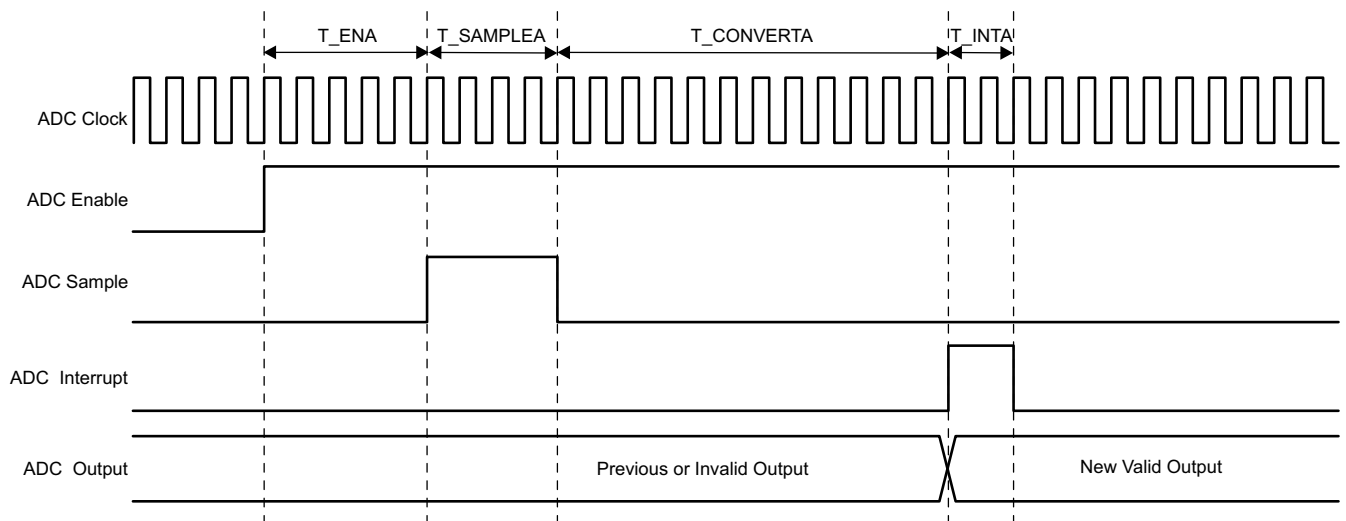 T_ENA T_SAMPLEA T_CONVERTA T_INTA
ADC Clock
ADC Enable
ADC Sample
ADC Interrupt
ADC Output Previous or Invalid Output New Valid Output